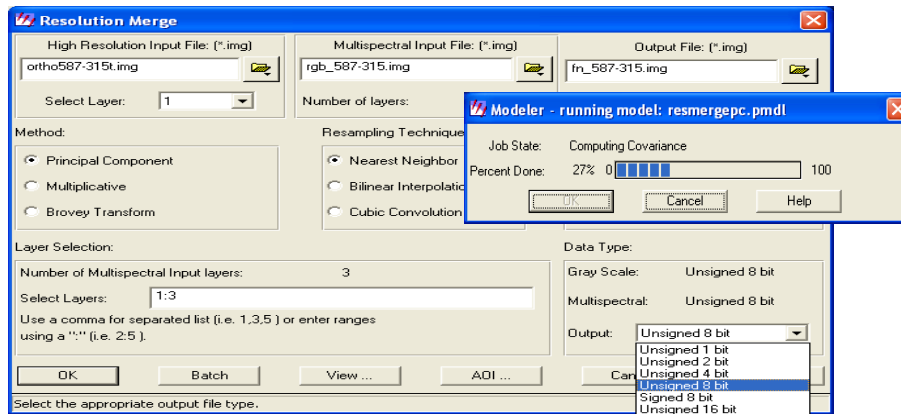 Resolution Merge
High Resolution Input File: (*.img)
Multispectral Input File: (*.img)
Output File: (*.img)
ortho587-315t.img
rgb_587-315.img
fn_587-315.img
Select Layer: 1
Number of layers:
Modeler - running model: resmergepc.pmdl
Job State: Computing Covariance
Percent Done: 27% 0 100
OK Cancel Help
Method:
Resampling Technique
Principal Component
Nearest Neighbor
Multiplicative
Bilinear Interpolatic
Brovey Transform
Cubic Convolution
Layer Selection:
Number of Multispectral Input layers: 3
Select Layers: 1:3
Use a comma for separated list (i.e. 1,3,5 ) or enter ranges
using a ":" (i.e. 2:5 ).
Data Type:
Gray Scale: Unsigned 8 bit
Multispectral: Unsigned 8 bit
Output: Unsigned 8 bit
Unsigned 1 bit
Unsigned 2 bit
Unsigned 4 bit
Unsigned 8 bit
Signed 8 bit
Unsigned 16 bit
OK Batch View ... AOI ... Can
Select the appropriate output file type.